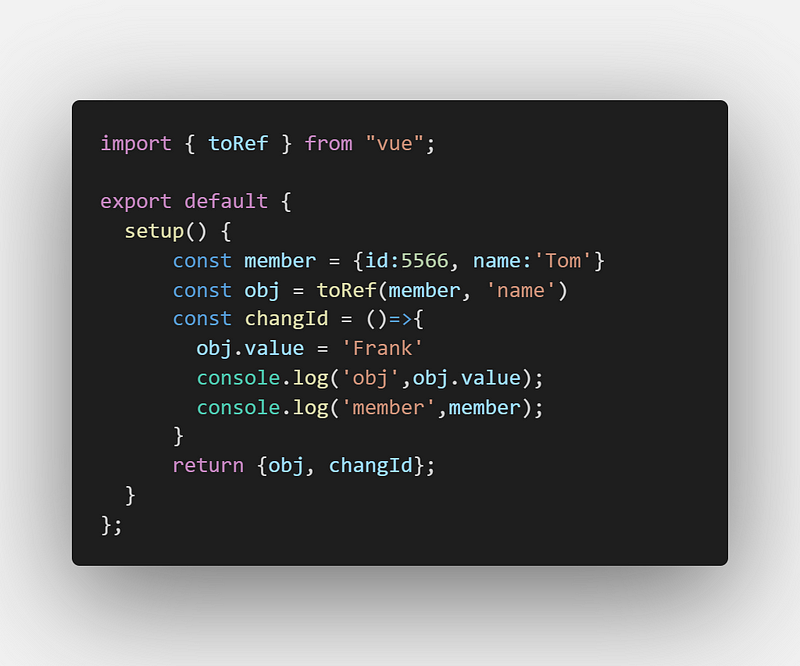 import { toRef } from "vue";

export default {
  setup() {
      const member = {id:5566, name:'Tom'}
      const obj = toRef(member, 'name')
      const changId = ()=>{
        obj.value = 'Frank'
        console.log('obj',obj.value);
        console.log('member',member);
      }
      return {obj, changId};
  }
};